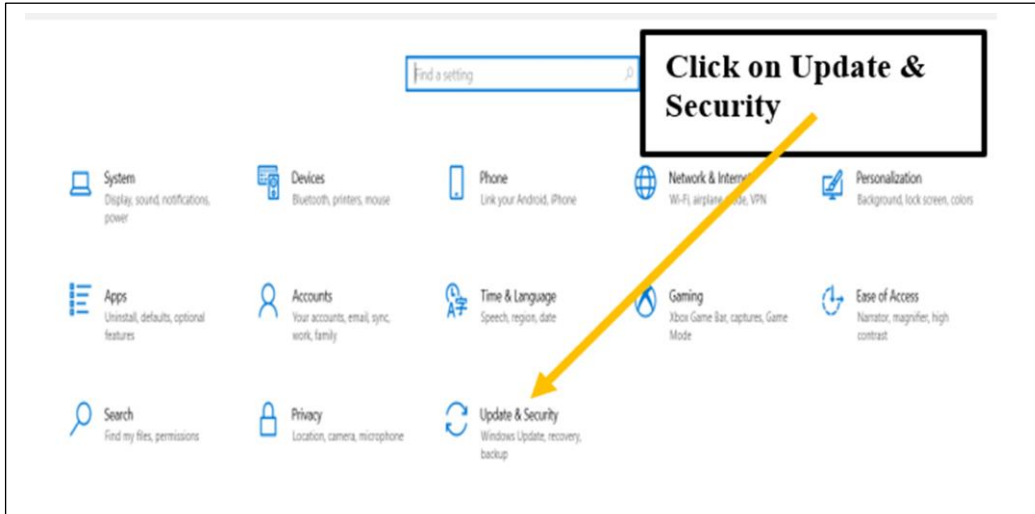 Find a setting
Click on Update &
Security
System
Display, sound, notifications,
power
Devices
Bluetooth, printers, mouse
Phone
Link your Android, iPhone
Network & Internet
Wi-Fi, airplane mode, VPN
Personalization
Background, lock screen, colors
Apps
Uninstall, defaults, optional
features
Accounts
Your accounts, email, sync,
work, family
Time & Language
Speech, region, date
Gaming
Xbox Game Bar, captures, Game
Mode
Ease of Access
Narrator, magnifier, high
contrast
Search
Find my files, permissions
Privacy
Location, camera, microphone
Update & Security
Windows Update, recovery,
backup